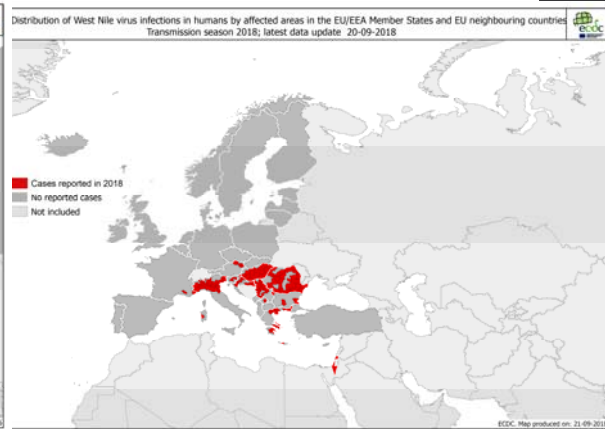 Distribution of West Nile virus infections in humans by affected areas in the EU/EEA Member States and EU neighbouring countries
Transmission season 2018; latest data update 20-09-2018
ecdc
Cases reported in 2018
No reported cases
Not included
ECDC. Map produced on: 21-09-2018